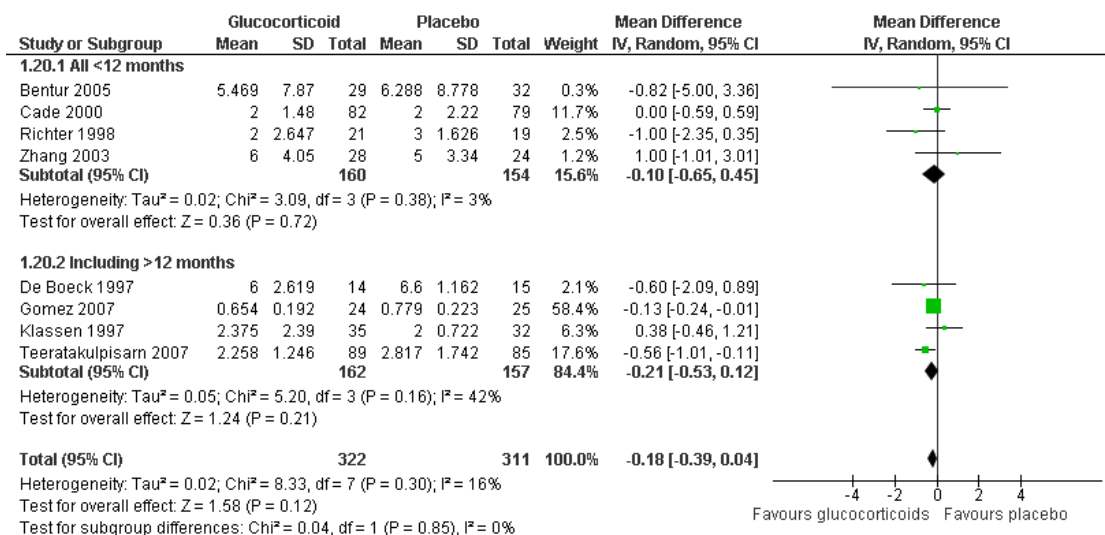 Glucocorticoid Placebo Mean Difference Mean Difference
Study or Subgroup Mean SD Total Mean SD Total Weight IV, Random, 95% CI IV, Random, 95% CI
1.20.1 All <12 months
Bentur 2005 5.469 7.87 29 6.288 8.778 32 0.3% -0.82 [-5.00, 3.36]
Cade 2000 2 1.48 82 2 2.22 79 11.7% 0.00 [-0.59, 0.59]
Richter 1998 2 2.647 21 3 1.626 19 2.5% -1.00 [-2.35, 0.35]
Zhang 2003 6 4.05 28 5 3.34 24 1.2% 1.00 [-1.01, 3.01]
Subtotal (95% CI) 160 154 15.6% -0.10 [-0.65, 0.45]
Heterogeneity: Tau² = 0.02; Chi² = 3.09, df = 3 (P = 0.38); I² = 3%
Test for overall effect: Z = 0.36 (P = 0.72)
1.20.2 Including >12 months
De Boeck 1997 6 2.619 14 6.6 1.162 15 2.1% -0.60 [-2.09, 0.89]
Gomez 2007 0.654 0.192 24 0.779 0.223 25 58.4% -0.13 [-0.24, -0.01]
Klassen 1997 2.375 2.39 35 2 0.722 32 6.3% 0.38 [-0.46, 1.21]
Teeratakulpisarn 2007 2.258 1.246 89 2.817 1.742 85 17.6% -0.56 [-1.01, -0.11]
Subtotal (95% CI) 162 157 84.4% -0.21 [-0.53, 0.12]
Heterogeneity: Tau² = 0.05; Chi² = 5.20, df = 3 (P = 0.16); I² = 42%
Test for overall effect: Z = 1.24 (P = 0.21)
Total (95% CI) 322 311 100.0% -0.18 [-0.39, 0.04]
Heterogeneity: Tau² = 0.02; Chi² = 8.33, df = 7 (P = 0.30); I² = 16%
Test for overall effect: Z = 1.58 (P = 0.12)
Test for subgroup differences: Chi² = 0.04, df = 1 (P = 0.85), I² = 0%
-4 -2 0 2 4
Favours glucocorticoids Favours placebo